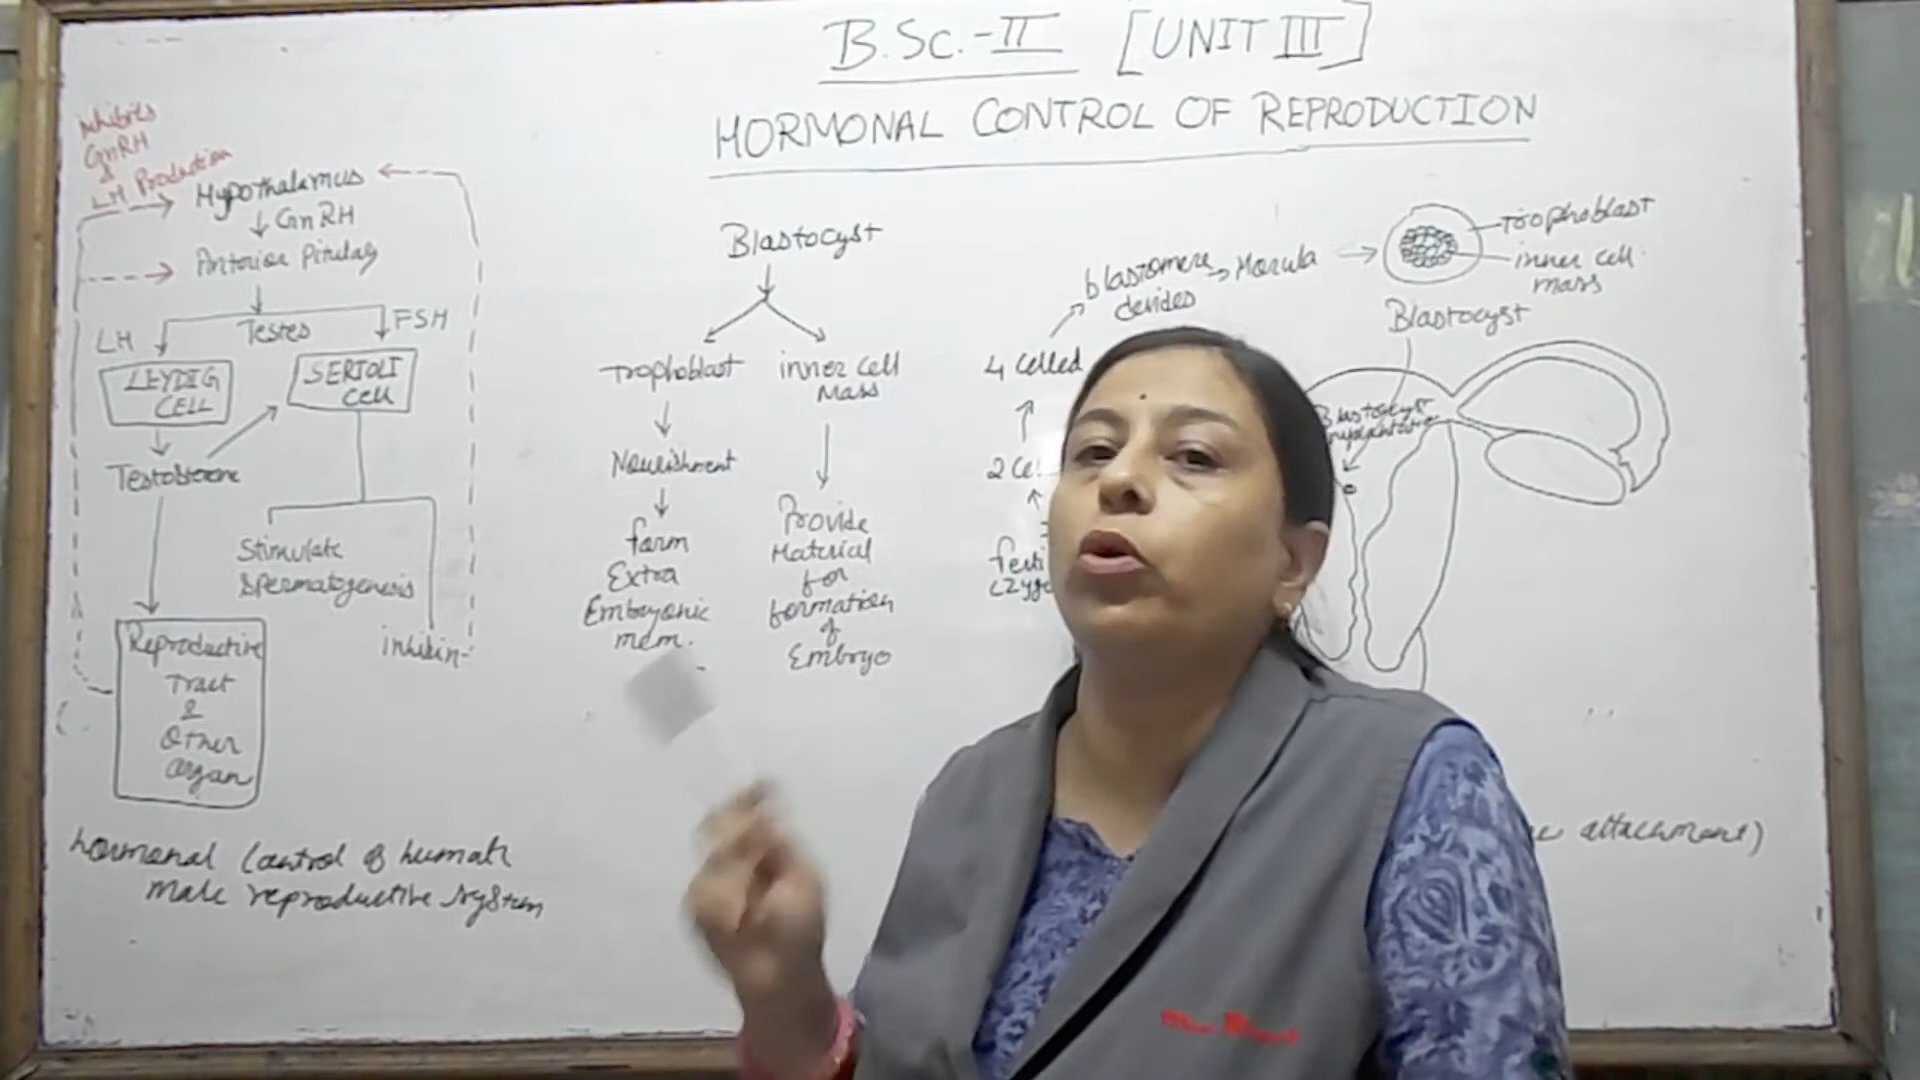 B.Sc.-II [UNIT III]
HORMONAL CONTROL OF REPRODUCTION
inhibits
GnRH
&
LH Production
Hypothalamus
↓ GnRH
Anterior Pitutary
LH
Testes
FSH
LEYDIG
CELL
SERTOLI
Cell
Testosterone
Stimulate
Spermatogenesis
inhibin
Reproductive
Tract
&
Other
organ
hormonal Control of human
male reproductive system
Blastocyst
Trophoblast
Nourishment
form
Extra
Embryonic
mem.
inner cell
Mass
Provide
Material
for
formation
of
Embryo
4 Celled
blastomere → Morula →
devides
Trophoblast
inner cell
mass
Blastocyst
Blastocyst
attachment)